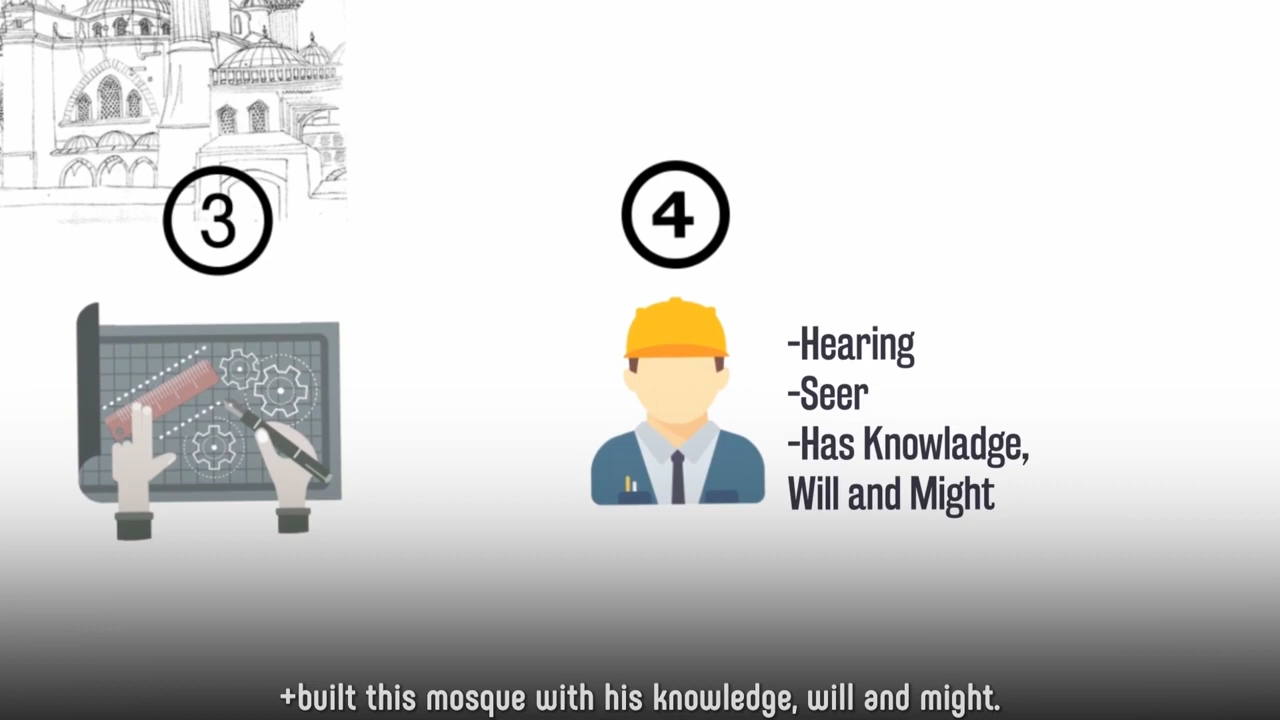 3
4
-Hearing
-Seer
-Has Knowladge,
Will and Might
+built this mosque with his knowledge, will and might.